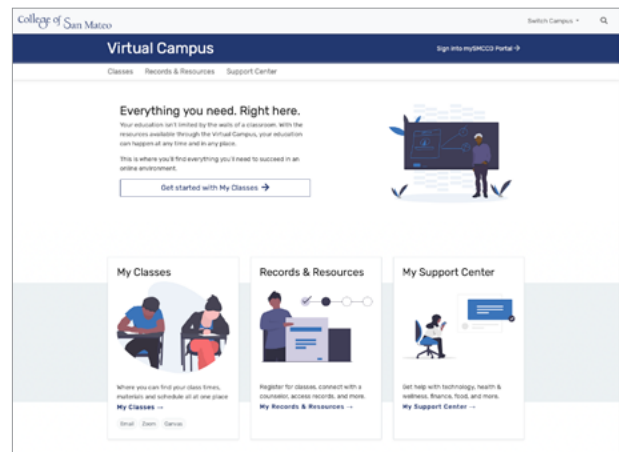 College of San Mateo
Switch Campus
Virtual Campus
Sign into mySMCCD Portal →
Classes Records & Resources Support Center
Everything you need. Right here.
Your education isn't limited by the walls of a classroom. With the
resources available through the Virtual Campus, your education
can happen at any time and in any place.
This is where you'll find everything you'll need to succeed in an
online environment.
Get started with My Classes →
My Classes
Where you can find your class times,
materials and schedule all at one place
My Classes →
Gmail Zoom Canvas
Records & Resources
Register for classes, connect with a
counselor, access records, and more.
My Records & Resources →
My Support Center
Get help with technology, health &
wellness, finance, food, and more.
My Support Center →